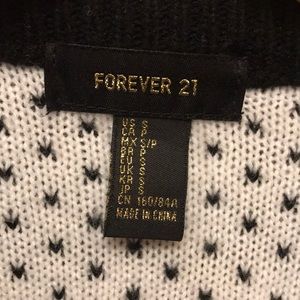 FOREVER 21
US S
CA P
MX S/P
BR P
EU S
UK S
KR S
JP S
CN 160/84A
MADE IN CHINA